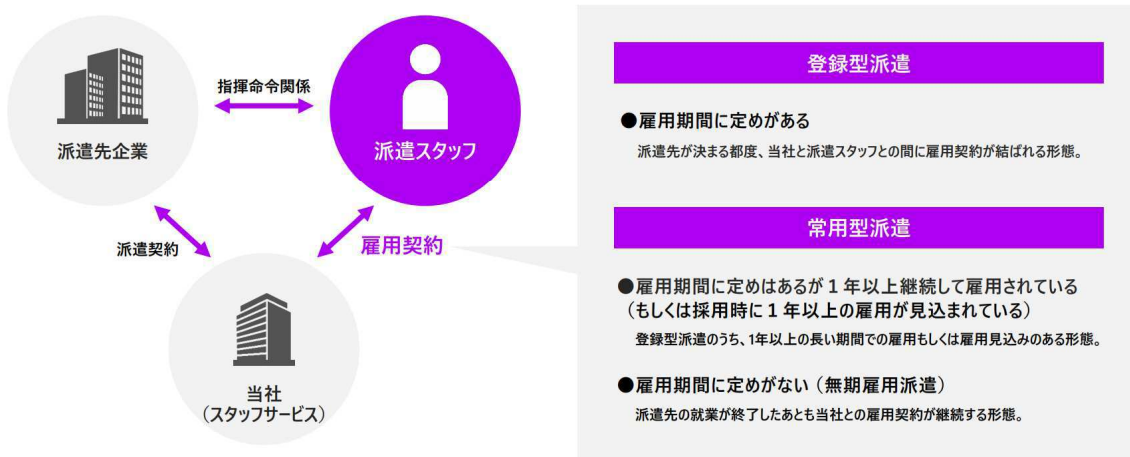 指揮命令関係
派遣先企業
派遣スタッフ
派遣契約
雇用契約
当社
（スタッフサービス）
登録型派遣
●雇用期間に定めがある
派遣先が決まる都度、当社と派遣スタッフとの間に雇用契約が結ばれる形態。
常用型派遣
●雇用期間に定めはあるが１年以上継続して雇用されている
（もしくは採用時に１年以上の雇用が見込まれている）
登録型派遣のうち、1年以上の長い期間での雇用もしくは雇用見込みのある形態。
●雇用期間に定めがない（無期雇用派遣）
派遣先の就業が終了したあとも当社との雇用契約が継続する形態。